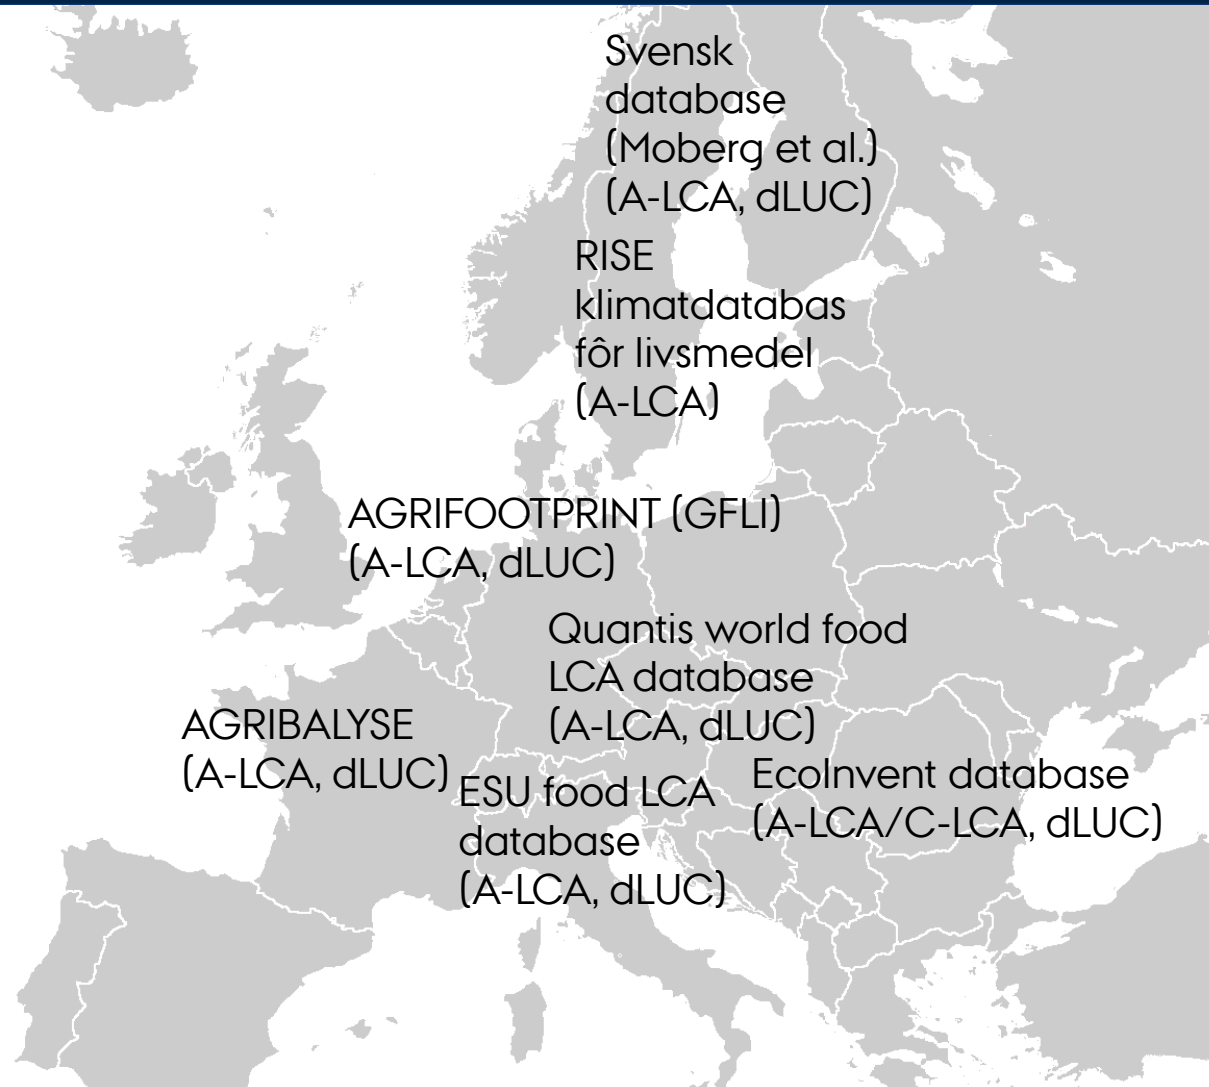 Svensk
database
(Moberg et al.)
(A-LCA, dLUC)
RISE
klimatdatabas
fôr livsmedel
(A-LCA)
AGRIFOOTPRINT (GFLI)
(A-LCA, dLUC)
Quantis world food
LCA database
(A-LCA, dLUC)
AGRIBALYSE
(A-LCA, dLUC)
ESU food LCA
database
(A-LCA, dLUC)
EcoInvent database
(A-LCA/C-LCA, dLUC)